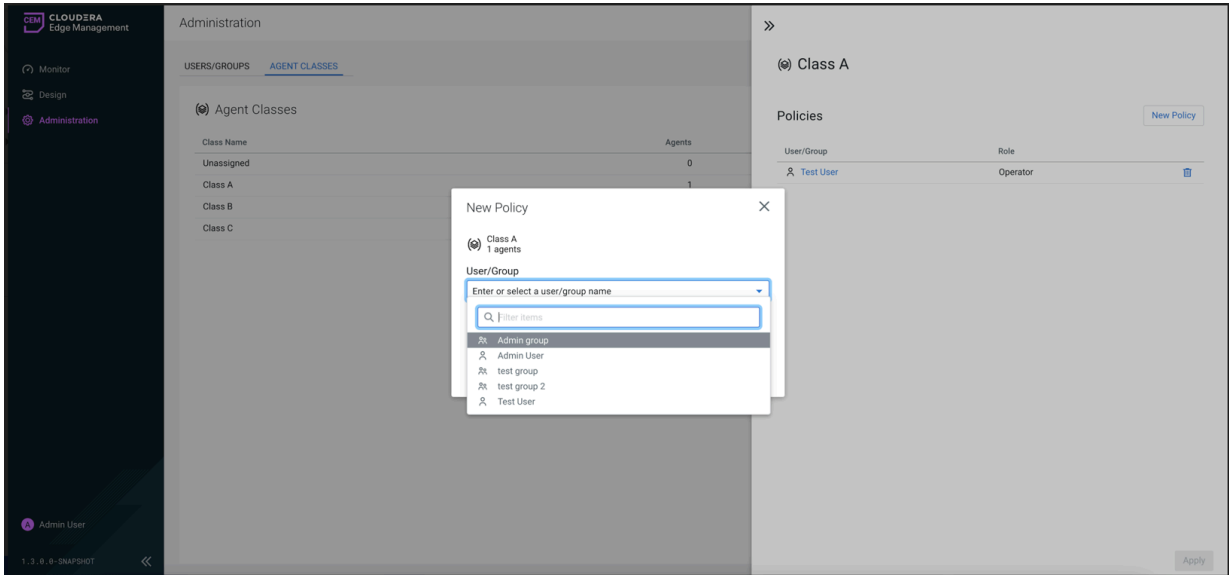 CEM CLOUDERA
Edge Management
Monitor
Design
Administration
A Admin User
1.3.0.0-SNAPSHOT
Administration
USERS/GROUPS AGENT CLASSES
Agent Classes
Class Name Agents
Unassigned 0
Class A 1
Class B
Class C
New Policy
Class A
1 agents
User/Group
Enter or select a user/group name
Filter items
Admin group
Admin User
test group
test group 2
Test User
Class A
Policies New Policy
User/Group Role
Test User Operator
Apply